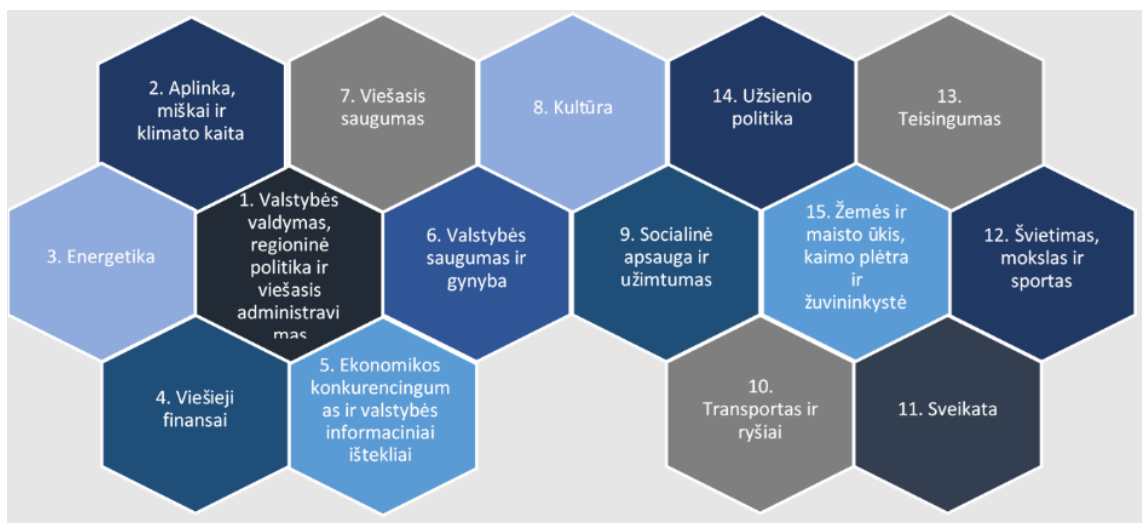 2. Aplinka,
miškai ir
klimato kaita
7. Viešasis
saugumas
8. Kultūra
14. Užsienio
politika
13.
Teisingumas
3. Energetika
1. Valstybės
valdymas,
regioninė
politika ir
viešasis
administravi
mas
6. Valstybės
saugumas ir
gynyba
9. Socialinė
apsauga ir
užimtumas
15. Žemės ir
maisto ūkis,
kaimo plėtra
ir
žuvininkystė
12. Švietimas,
mokslas ir
sportas
4. Viešieji
finansai
5. Ekonomikos
konkurencingum
as ir valstybės
informaciniai
ištekliai
10.
Transportas ir
ryšiai
11. Sveikata